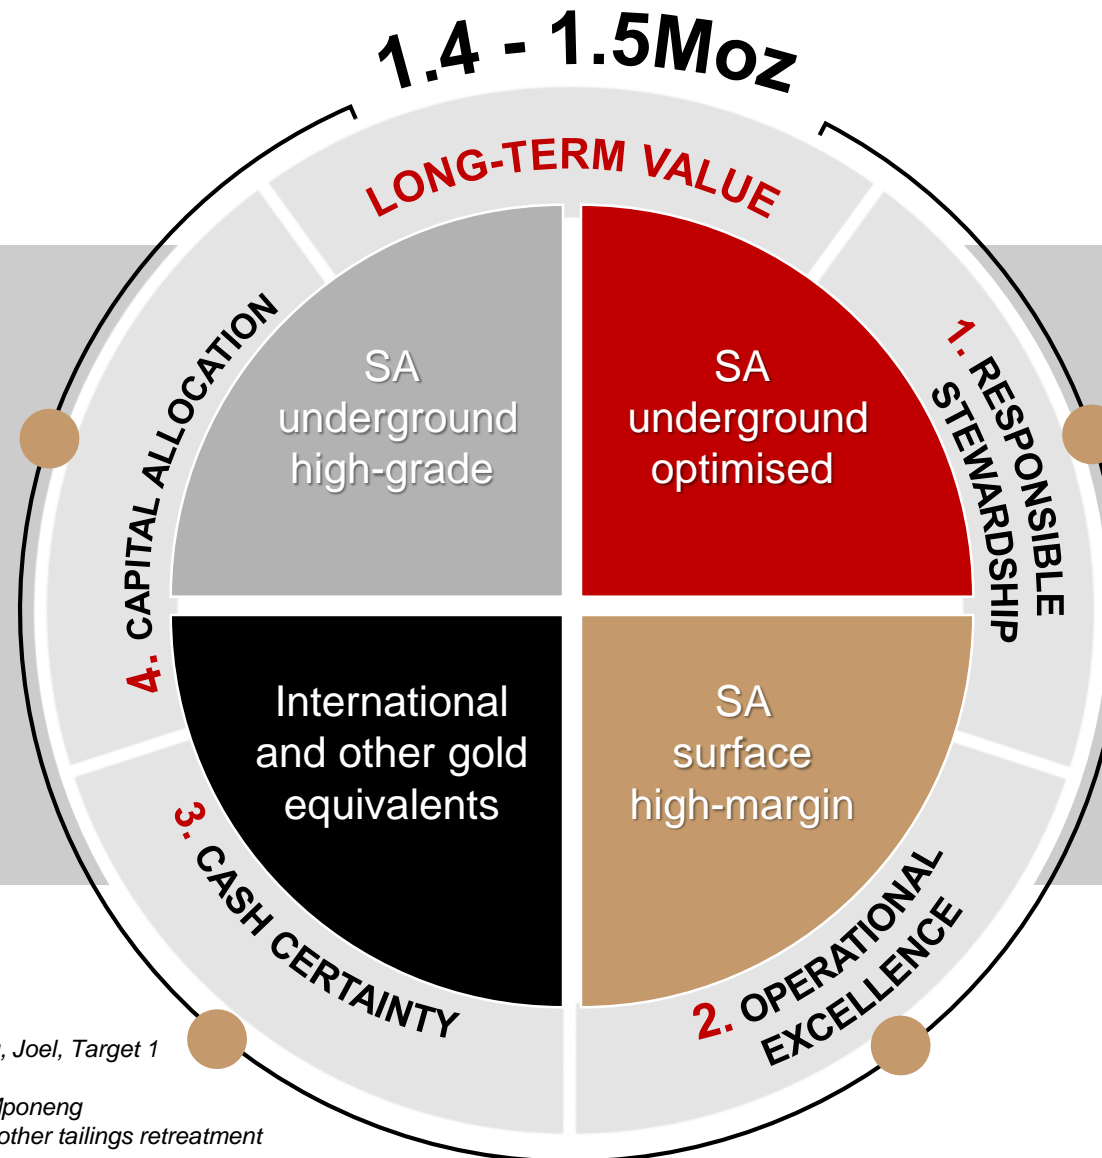 1.4 - 1.5Moz
LONG-TERM VALUE
SA
underground
high-grade
SA
underground
optimised
1. RESPONSIBLE
STEWARDSHIP
4. CAPITAL ALLOCATION
International
and other gold
equivalents
SA
surface
high-margin
3. CASH CERTAINTY
2. OPERATIONAL
EXCELLENCE
, Joel, Target 1
Mponeng
other tailings retreatment